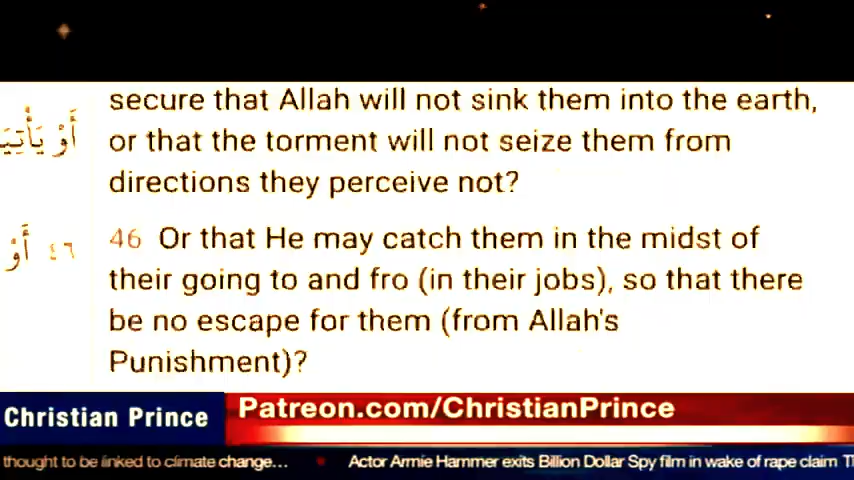 secure that Allah will not sink them into the earth,
أَوْ
or that the torment will not seize them from
directions they perceive not?
٤٦ أَوْ
46 Or that He may catch them in the midst of
their going to and fro (in their jobs), so that there
be no escape for them (from Allah's
Punishment)?
Christian Prince
Patreon.com/ChristianPrince
thought to be linked to climate change...
Actor Armie Hammer exits Billion Dollar Spy film in wake of rape claim